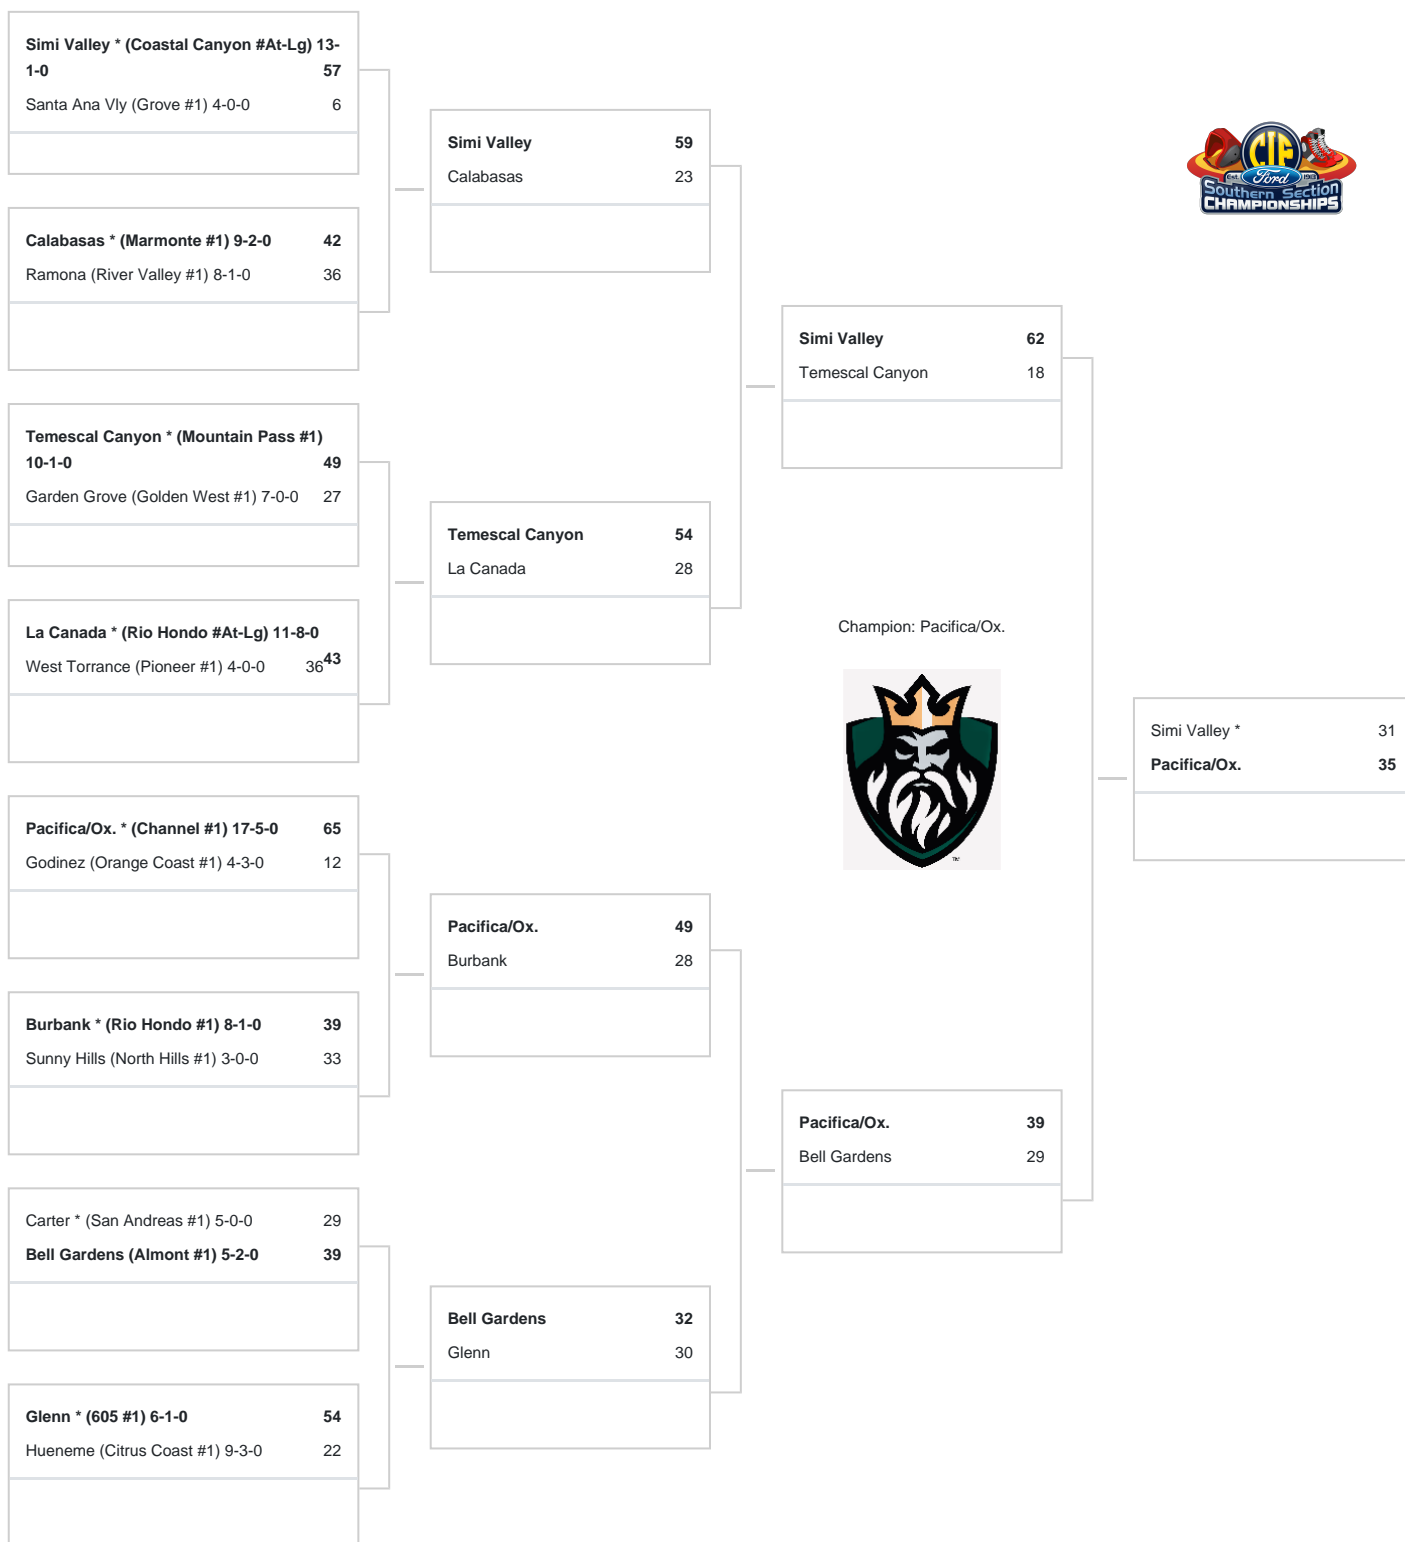 Simi Valley * (Coastal Canyon #At-Lg) 13-
1-0 57
Santa Ana Vly (Grove #1) 4-0-0 6
Calabasas * (Marmonte #1) 9-2-0 42
Ramona (River Valley #1) 8-1-0 36
Temescal Canyon * (Mountain Pass #1)
10-1-0 49
Garden Grove (Golden West #1) 7-0-0 27
La Canada * (Rio Hondo #At-Lg) 11-8-0
43
West Torrance (Pioneer #1) 4-0-0 36
Pacifica/Ox. * (Channel #1) 17-5-0 65
Godinez (Orange Coast #1) 4-3-0 12
Burbank * (Rio Hondo #1) 8-1-0 39
Sunny Hills (North Hills #1) 3-0-0 33
Carter * (San Andreas #1) 5-0-0 29
Bell Gardens (Almont #1) 5-2-0 39
Glenn * (605 #1) 6-1-0 54
Hueneme (Citrus Coast #1) 9-3-0 22
Simi Valley 59
Calabasas 23
Temescal Canyon 54
La Canada 28
Pacifica/Ox. 49
Burbank 28
Bell Gardens 32
Glenn 30
Simi Valley 62
Temescal Canyon 18
Champion: Pacifica/Ox.
TM
Pacifica/Ox. 39
Bell Gardens 29
CIF
Est. Ford 1913
Southern Section
CHAMPIONSHIPS
Simi Valley * 31
Pacifica/Ox. 35